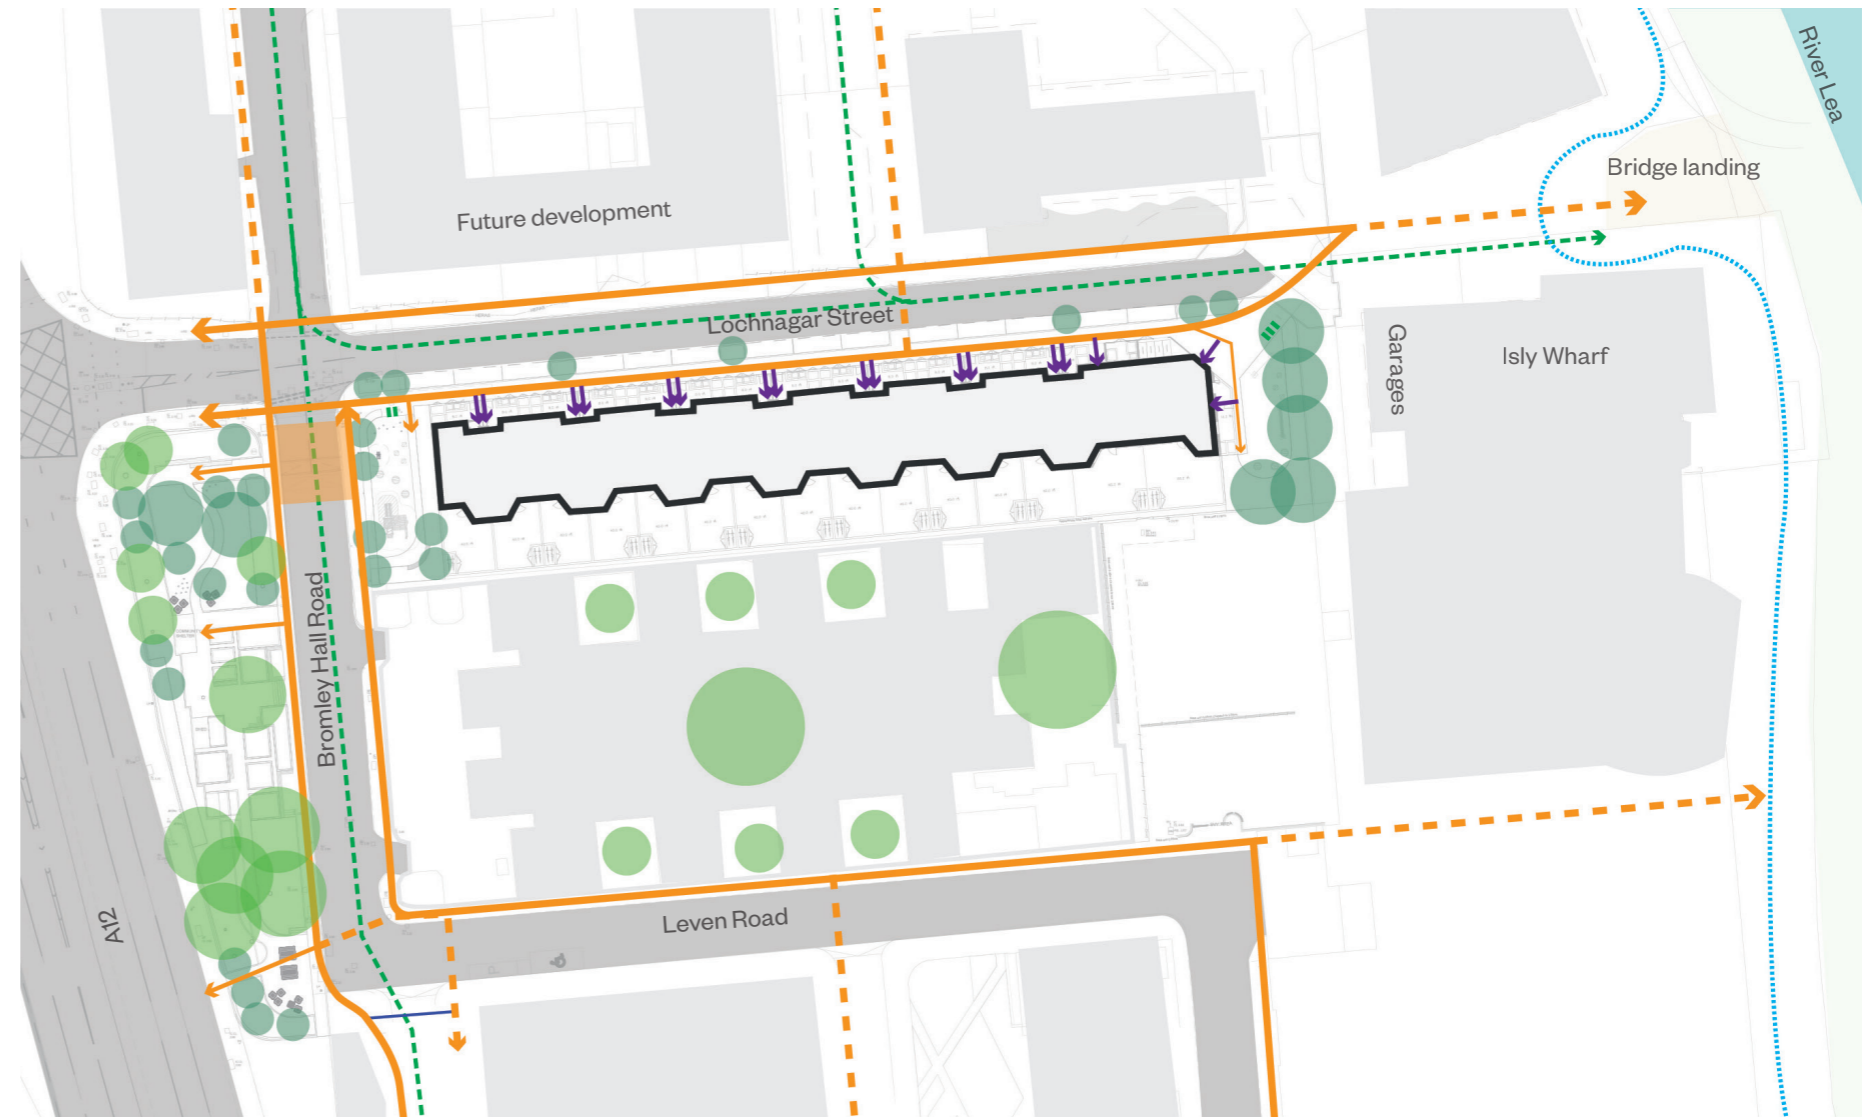 River Lea
Bridge landing
Future development
Lochnagar Street
Garages
Isly Wharf
Bromley Hall Road
A12
Leven Road